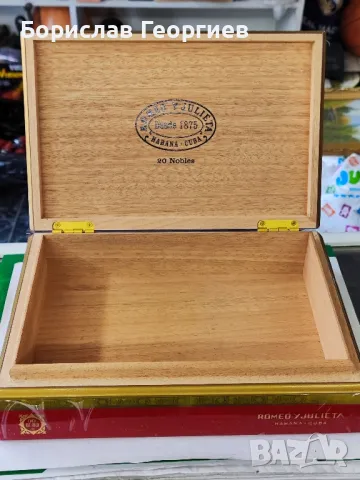 Борислав Георгиев
ROMEO Y JULIETA
Desde 1875
HABANA - CUBA
20 Nobles
ROMEO Y JULIETA
HABANA - CUBA
BAZAR